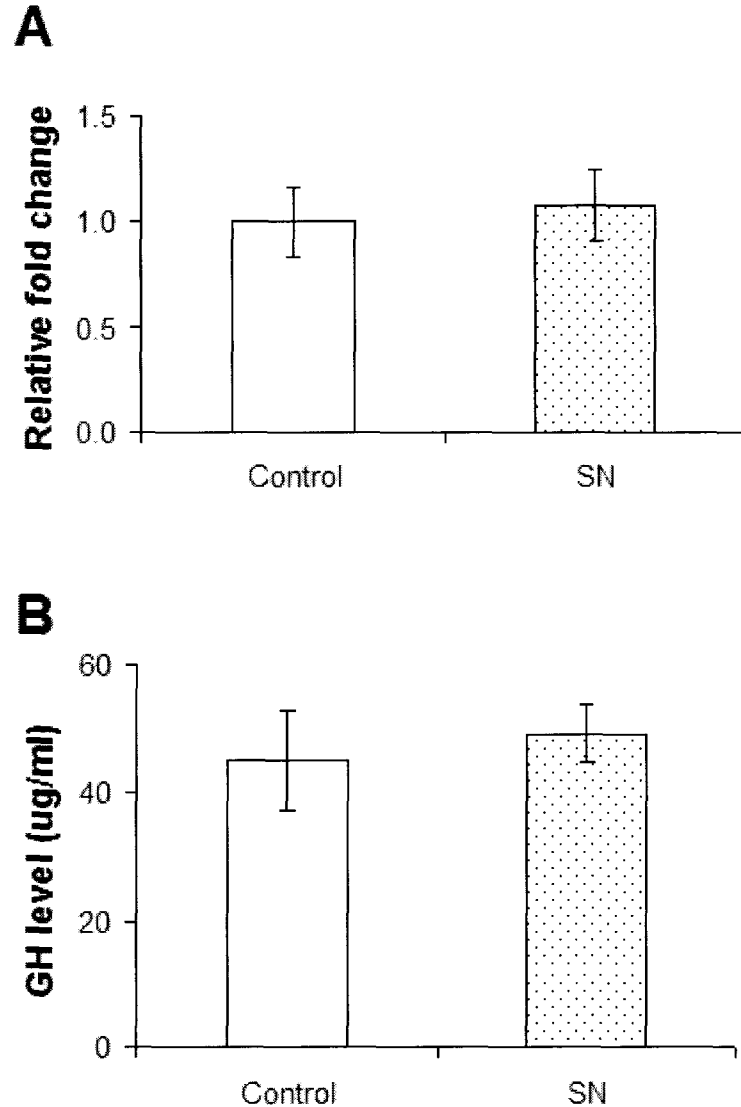 A
Relative fold change
1.5
1.0
0.5
0.0
Control SN
B
GH level (ug/ml)
60
40
20
0
Control SN